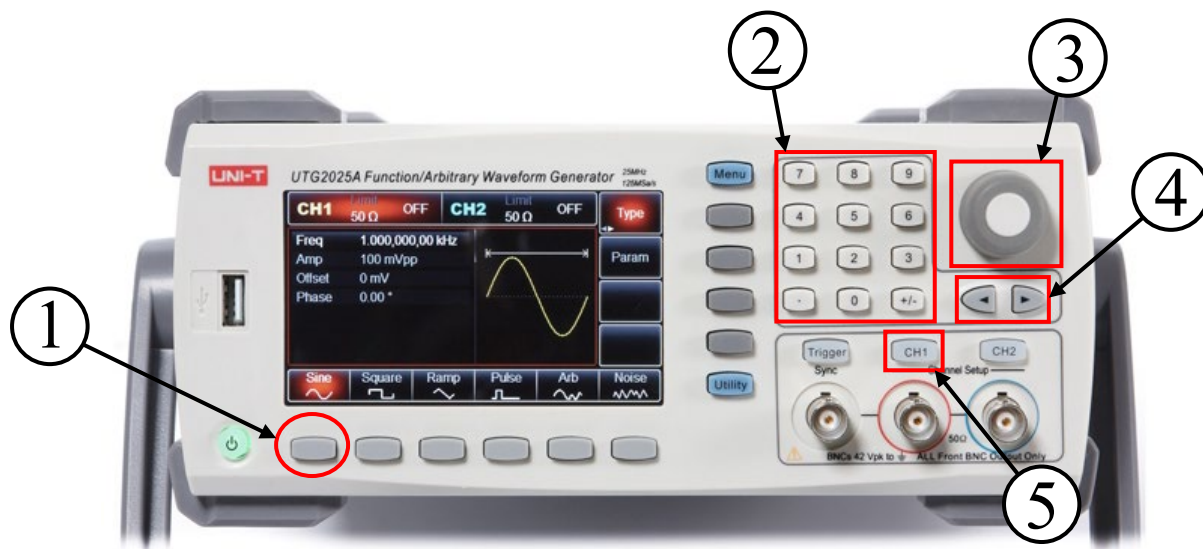 2
3
4
1
5
UNI-T
UTG2025A Function/Arbitrary Waveform Generator
25MHz
125MSa/s
CH1
Limit
50 Ω
OFF
CH2
Limit
50 Ω
OFF
Type
Freq 1.000,000,00 kHz
Amp 100 mVpp
Offset 0 mV
Phase 0.00 °
Param
Sine
Square
Ramp
Pulse
Arb
Noise
Menu
Utility
7 8 9
4 5 6
1 2 3
. 0 +/-
Trigger
CH1
CH2
Sync
Channel Setup
50Ω
BNCs 42 Vpk to ⏚ ALL Front BNC Output Only